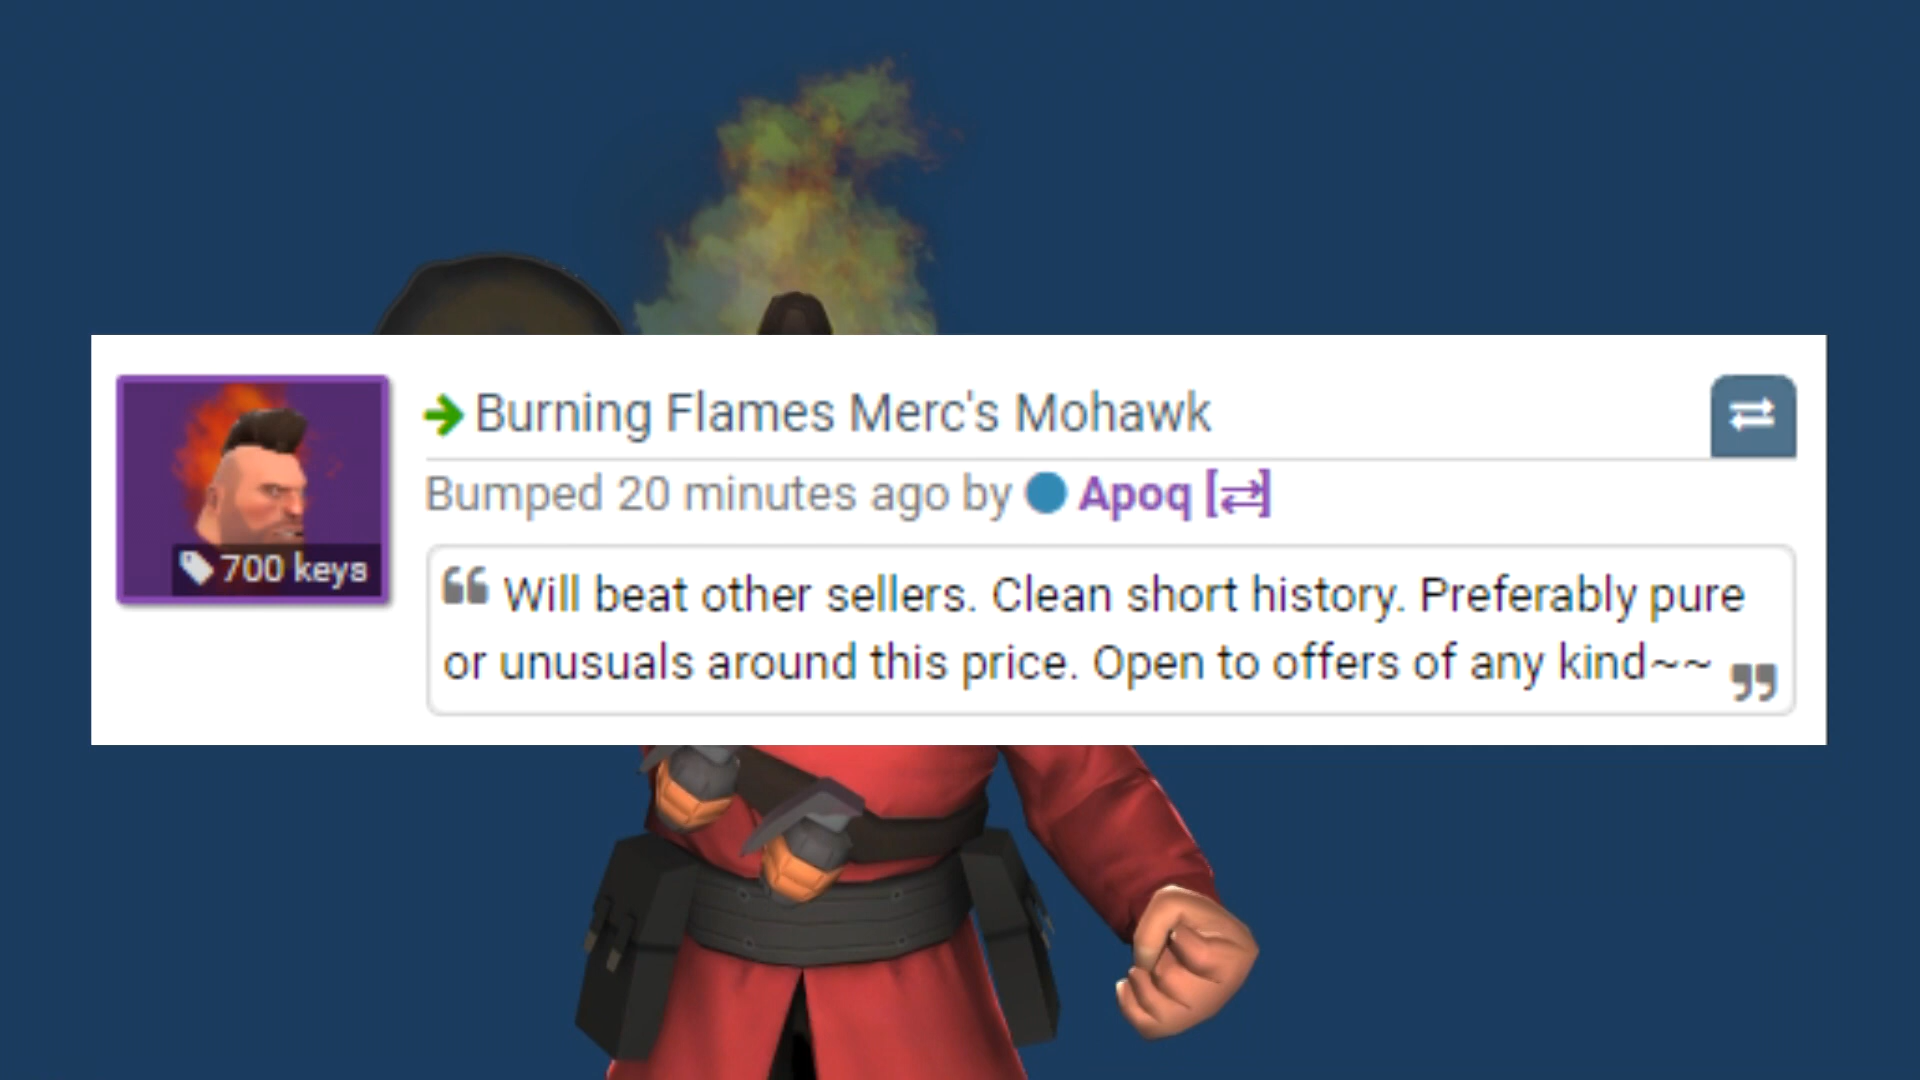 Burning Flames Merc's Mohawk
Bumped 20 minutes ago by Apoq [⇄]
700 keys
Will beat other sellers. Clean short history. Preferably pure
or unusuals around this price. Open to offers of any kind~~